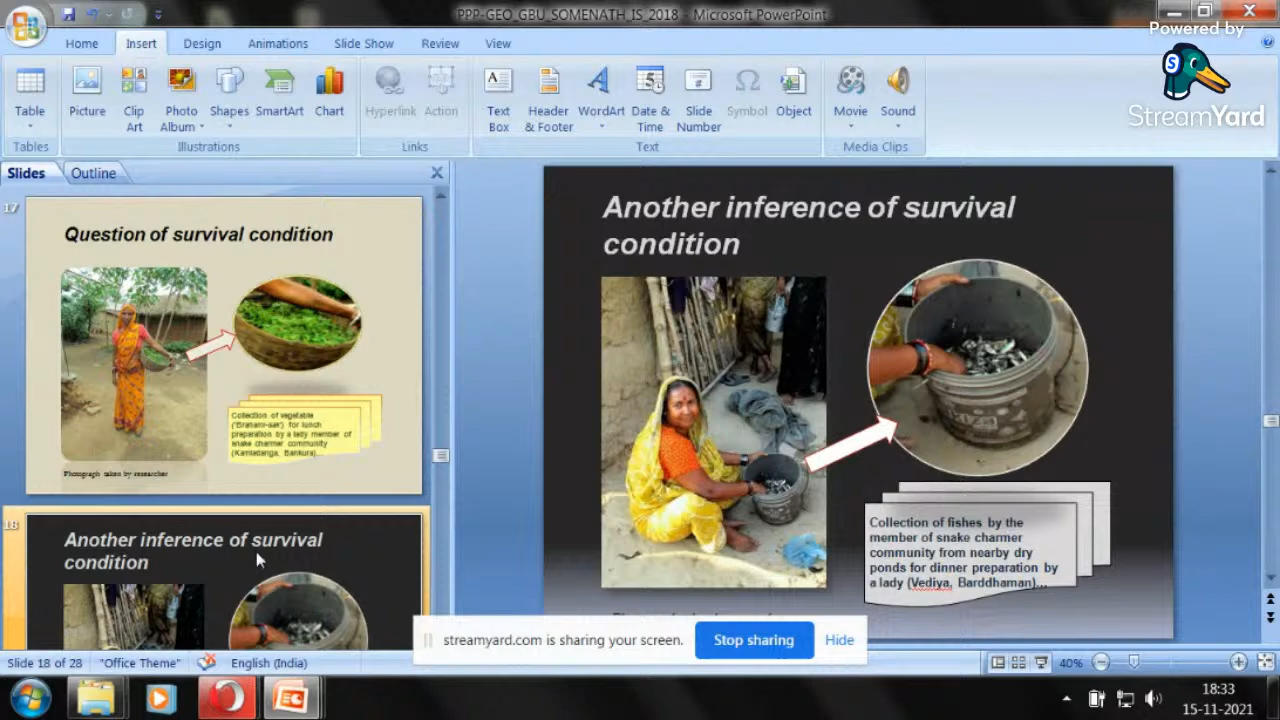 PPP-GEO_GBU_SOMENATH_IS_2018 - Microsoft PowerPoint
Powered by
StreamYard
Home Insert Design Animations Slide Show Review View
Table
Picture
Clip Art
Photo Album
Shapes
SmartArt
Chart
Hyperlink
Action
Text Box
Header & Footer
WordArt
Date & Time
Slide Number
Symbol
Object
Movie
Sound
Tables
Illustrations
Links
Text
Media Clips
Slides Outline
17
Question of survival condition
Collection of vegetable
for lunch
preparation by a lady member of
snake charmer community
Bankura)...
Photograph taken by researcher
18
Another inference of survival
condition
Another inference of survival
condition
Collection of fishes by the
member of snake charmer
community from nearby dry
ponds for dinner preparation by
a lady (Vediya, Barddhaman)...
streamyard.com is sharing your screen.
Stop sharing
Hide
Slide 18 of 28
"Office Theme"
English (India)
40%
18:33
15-11-2021